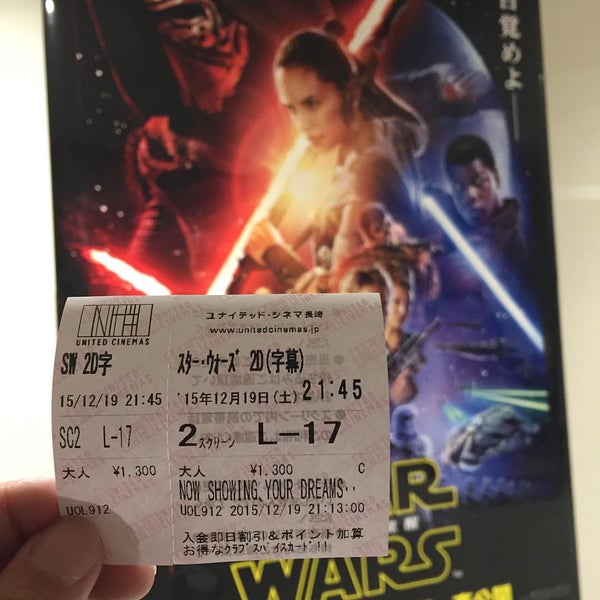 目覚めよ——
UNITED CINEMAS
ユナイテッド・シネマ長崎
www.unitedcinemas.jp
SW 2D字
スター・ウォーズ 2D(字幕)
15/12/19 21:45
'15年12月19日(土) 21:45
SC2 L-17
2スクリーン L-17
大人 ¥1,300
大人 ¥1,300 C
NOW SHOWING YOUR DREAMS‥
UOL912
UOL912 2015/12/19 21:13:00
入会即日割引&ポイント加算
お得なクラブスパイスカード!!
STAR
WARS